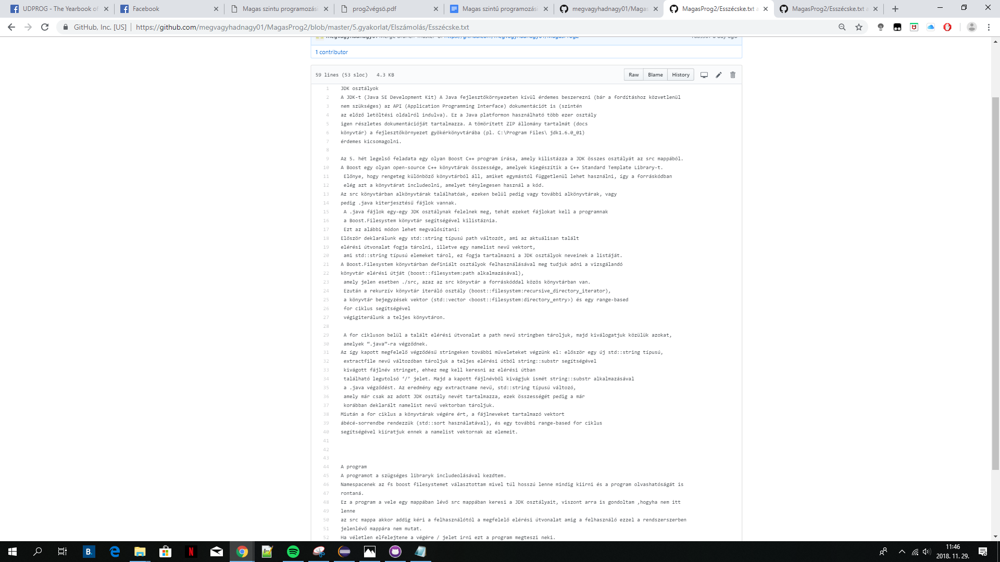 UDPROG - The Yearbook of
Facebook
Magas szintu programozási
prog2végső.pdf
Magas szintű programozási
megvagyhadnagy01/Magas
MagasProg2/Esszécske.txt a
MagasProg2/Esszécske.txt a
GitHub, Inc. [US] https://github.com/megvagyhadnagy01/MagasProg2/blob/master/5.gyakorlat/Elszámolás/Esszécske.txt
1 contributor
59 lines (53 sloc) 4.3 KB
Raw Blame History
1 JDK osztályok
2 A JDK-t (Java SE Development Kit) A Java fejlesztőkörnyezeten kívül érdemes beszerezni (bár a fordításhoz közvetlenül
3 nem szükséges) az API (Application Programming Interface) dokumentációt is (szintén
4 az előző letöltési oldalról indulva). Ez a Java platformon használható több ezer osztály
5 igen részletes dokumentációját tartalmazza. A tömörített ZIP állomány tartalmát (docs
6 könyvtár) a fejlesztőkörnyezet gyökérkönyvtárába (pl. C:\Program Files\ jdk1.6.0_01)
7 érdemes kicsomagolni.
8
9 Az 5. hét legelső feladata egy olyan Boost C++ program írása, amely kilistázza a JDK összes osztályát az src mappából.
10 A Boost egy olyan open-source C++ könyvtárak összessége, amelyek kiegészítik a C++ Standard Template Library-t.
11 Előnye, hogy rengeteg különböző könyvtárból áll, amiket egymástól függetlenül lehet használni, így a forráskódban
12 elég azt a könyvtárat includeolni, amelyet ténylegesen használ a kód.
13 Az src könyvtárban alkönyvtárak találhatóak, ezeken belül pedig vagy további alkönyvtárak, vagy
14 pedig .java kiterjesztésű fájlok vannak.
15 A .java fájlok egy-egy JDK osztálynak felelnek meg, tehát ezeket fájlokat kell a programnak
16 a Boost.Filesystem könyvtár segítségével kilistáznia.
17 Ezt az alábbi módon lehet megvalósítani:
18 Először deklarálunk egy std::string típusú path változót, ami az aktuálisan talált
19 elérési útvonalat fogja tárolni, illetve egy namelist nevű vektort,
20 ami std::string típusú elemeket tárol, ez fogja tartalmazni a JDK osztályok neveinek a listáját.
21 A Boost.Filesystem könyvtárban definiált osztályok felhasználásával meg tudjuk adni a vizsgálandó
22 könyvtár elérési útját (boost::filesystem:path alkalmazásával),
23 amely jelen esetben ./src, azaz az src könyvtár a forráskóddal közös könyvtárban van.
24 Ezután a rekurzív könyvtár iteráló osztály (boost::filesystem:recursive_directory_iterator),
25 a könyvtár bejegyzések vektor (std::vector <boost::filesystem:directory_entry>) és egy range-based
26 for ciklus segítségével
27 végigiterálunk a teljes könyvtáron.
28
29 A for cikluson belül a talált elérési útvonalat a path nevű stringben tároljuk, majd kiválogatjuk közülük azokat,
30 amelyek “.java”-ra végződnek.
31 Az így kapott megfelelő végződésű stringeken további műveleteket végzünk el: először egy új std::string típusú,
32 extractfile nevű változóban tároljuk a teljes elérési útból string::substr segítségével
33 kivágott fájlnév stringet, ehhez meg kell keresni az elérési útban
34 található legutolsó ‘/’ jelet. Majd a kapott fájlnévből kivágjuk ismét string::substr alkalmazásával
35 a .java végződést. Az eredmény egy extractname nevű, std::string típusú változó,
36 amely már csak az adott JDK osztály nevét tartalmazza, ezek összességét pedig a már
37 korábban deklarált namelist nevű vektorban tároljuk.
38 Miután a for ciklus a könyvtárak végére ért, a fájlneveket tartalmazó vektort
39 ábécé-sorrendbe rendezzük (std::sort használatával), és egy további range-based for ciklus
40 segítségével kiíratjuk ennek a namelist vektornak az elemeit.
41
42
43
44 A program
45 A programot a szügséges libraryk includeolásával kezdtem.
46 Namespacenek az fs boost filesystemet választottam mivel túl hosszú lenne mindig kiirni és a program olvashatóságát is
47 rontaná.
48 Ez a program a vele egy mappában lévő src mappában keresi a JDK osztályait, viszont arra is gondoltam ,hogyha nem itt
49 lenne
50 az src mappa akkor addig kéri a felhasználótól a megfelelő elérési útvonalat amig a felhasználó ezzel a rendszerszerben
51 jelenlévő mappára nem mutat.
52 Ha véletlen elfelejtene a végére / jelet irni ezt a program megteszi neki.
11:46
2018. 11. 29.